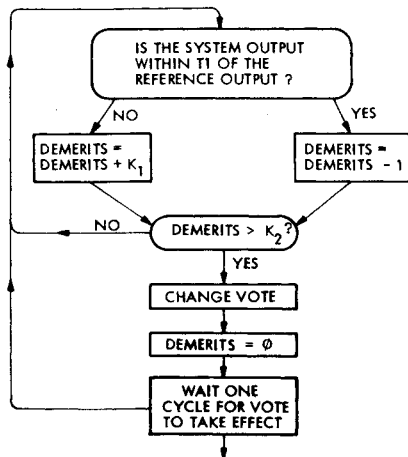 IS THE SYSTEM OUTPUT
WITHIN T1 OF THE
REFERENCE OUTPUT ?
NO
YES
DEMERITS =
DEMERITS + K1
DEMERITS =
DEMERITS - 1
DEMERITS > K2?
NO
YES
CHANGE VOTE
DEMERITS = Ø
WAIT ONE
CYCLE FOR VOTE
TO TAKE EFFECT